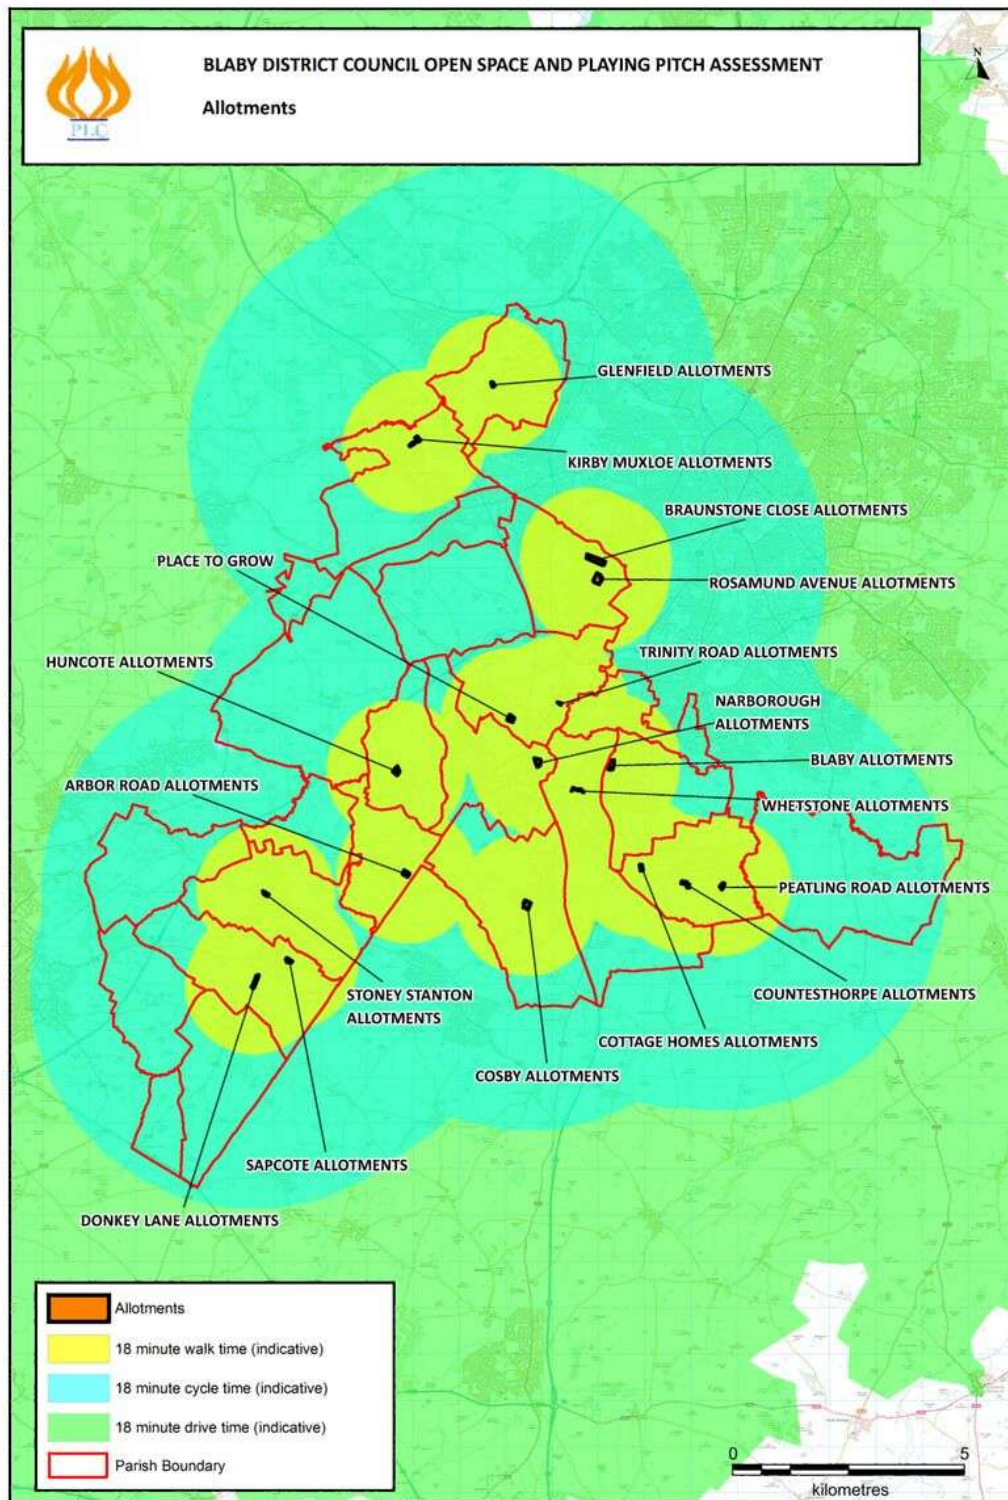 BLABY DISTRICT COUNCIL OPEN SPACE AND PLAYING PITCH ASSESSMENT
Allotments
PLC
N
GLENFIELD ALLOTMENTS
KIRBY MUXLOE ALLOTMENTS
BRAUNSTONE CLOSE ALLOTMENTS
PLACE TO GROW
ROSAMUND AVENUE ALLOTMENTS
HUNCOTE ALLOTMENTS
TRINITY ROAD ALLOTMENTS
NARBOROUGH
ALLOTMENTS
BLABY ALLOTMENTS
ARBOR ROAD ALLOTMENTS
WHETSTONE ALLOTMENTS
PEATLING ROAD ALLOTMENTS
STONEY STANTON
ALLOTMENTS
COUNTESTHORPE ALLOTMENTS
COTTAGE HOMES ALLOTMENTS
COSBY ALLOTMENTS
SAPCOTE ALLOTMENTS
DONKEY LANE ALLOTMENTS
Allotments
18 minute walk time (indicative)
18 minute cycle time (indicative)
18 minute drive time (indicative)
Parish Boundary
0 5
kilometres